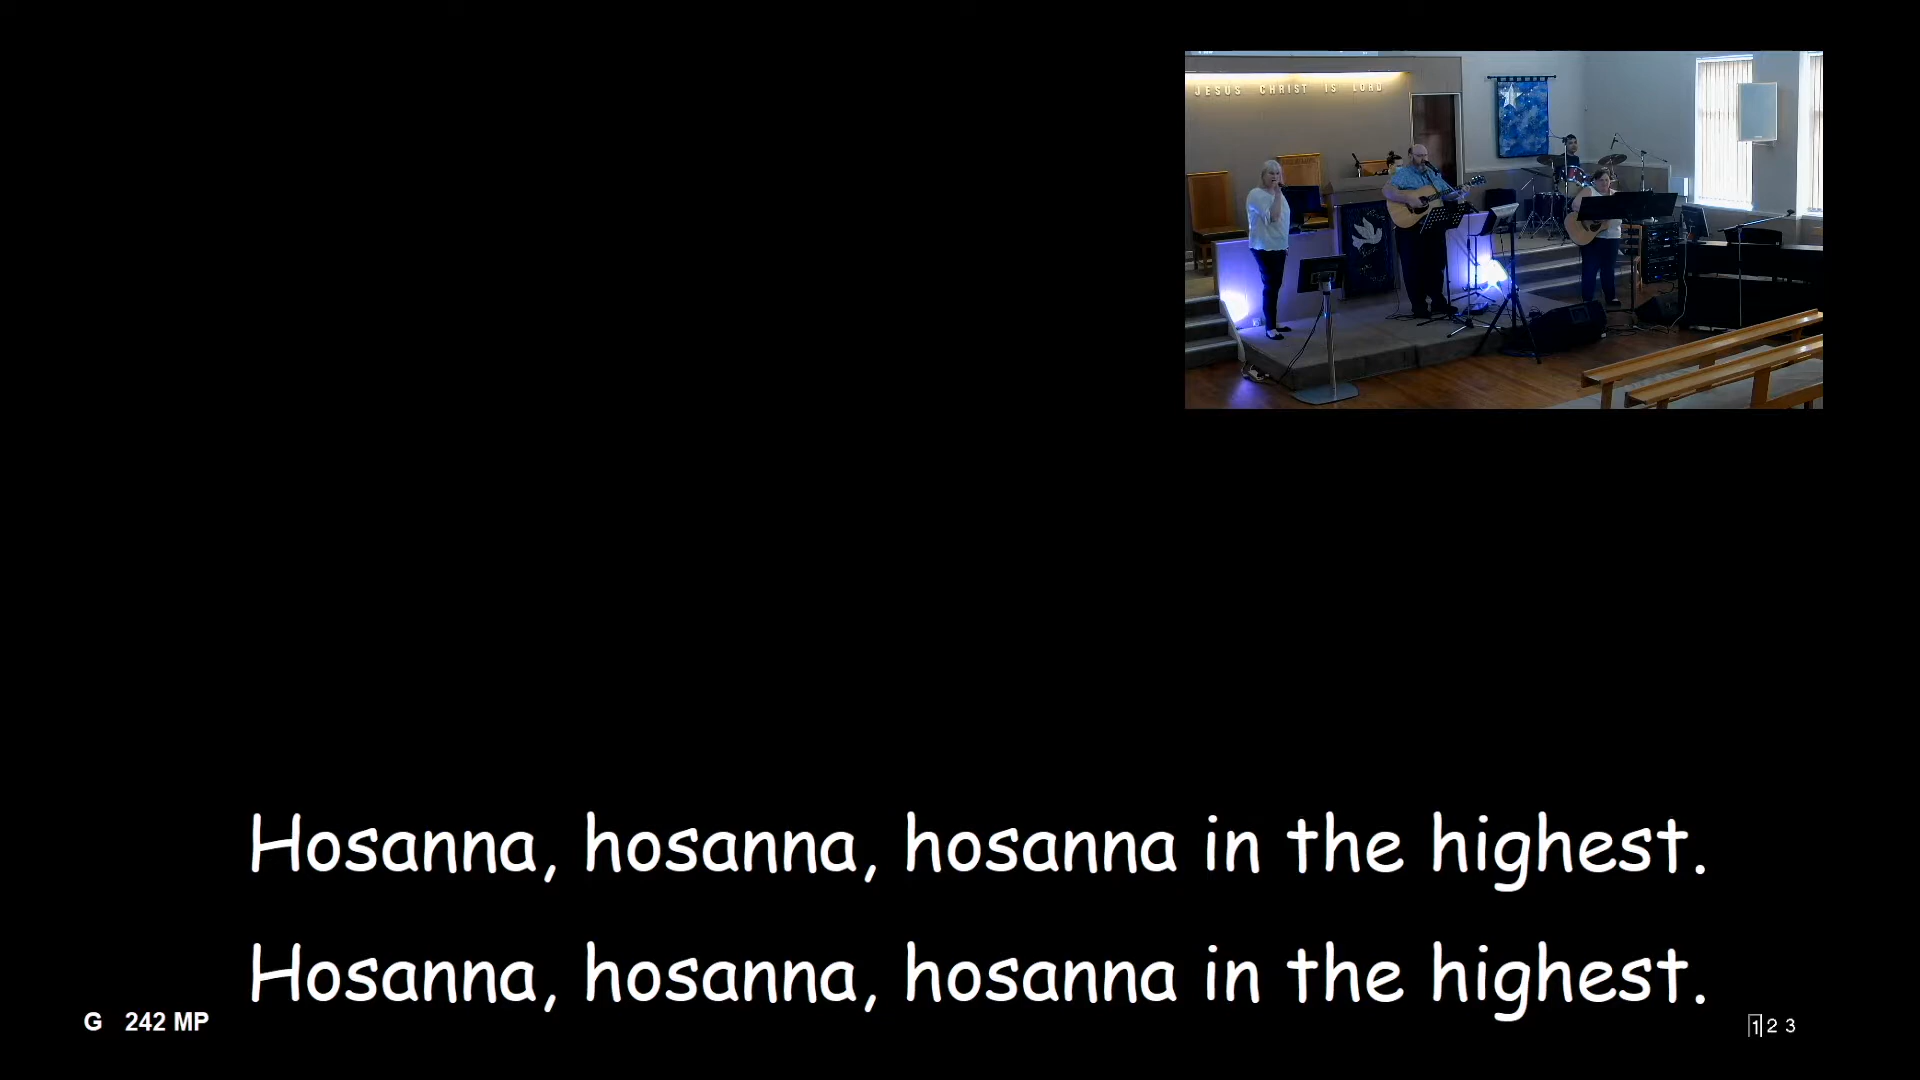 JESUS CHRIST IS LORD
Hosanna, hosanna, hosanna in the highest.
Hosanna, hosanna, hosanna in the highest.
G 242 MP
1 2 3